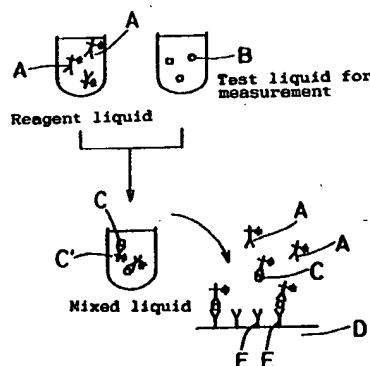 A
A
B
Reagent liquid
Test liquid for
measurement
C
C'
Mixed liquid
A
A
C
D
E
E